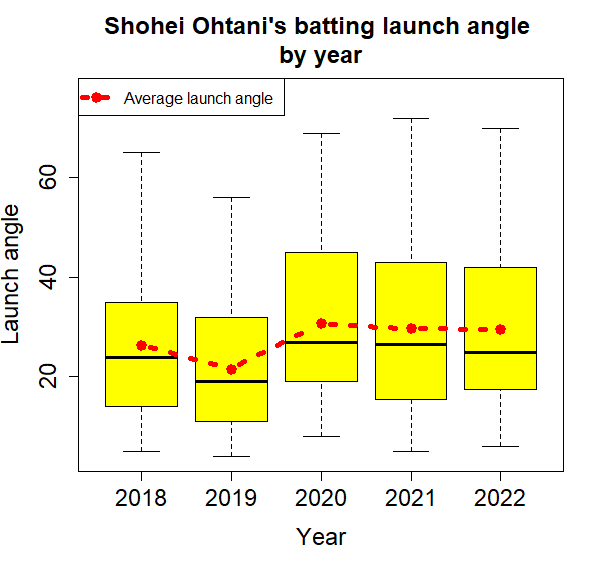 Shohei Ohtani's batting launch angle
by year
Average launch angle
Launch angle
60
40
20
2018 2019 2020 2021 2022
Year